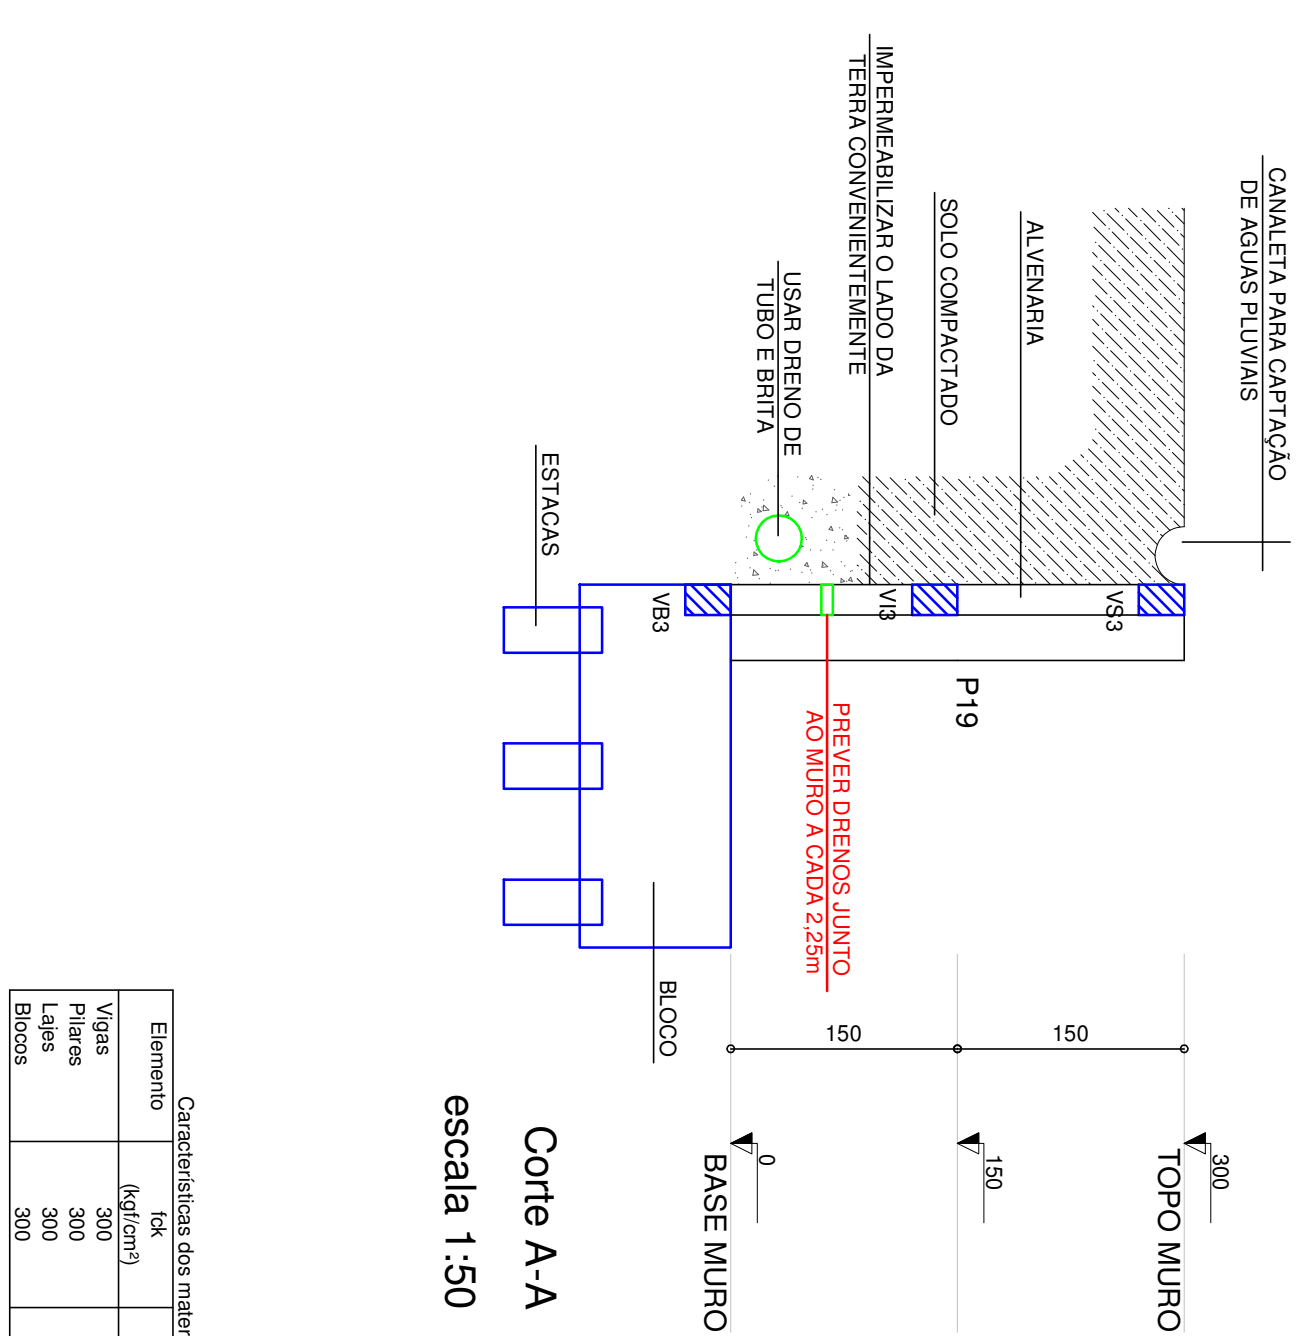 CANALETA PARA CAPTAÇÃO
DE AGUAS PLUVIAIS
ALVENARIA
SOLO COMPACTADO
IMPERMEABILIZAR O LADO DA
TERRA CONVENIENTEMENTE
USAR DRENO DE
TUBO E BRITA
ESTACAS
VS3
VI3
VB3
P19
PREVER DRENOS JUNTO
AO MURO A CADA 2,25m
BLOCO
150
150
300
TOPO MURO
150
0
BASE MURO
Corte A-A
escala 1:50
Características dos mater
Elemento
fck
(kgf/cm²)
Vigas
300
Pilares
300
Lajes
300
Blocos
300